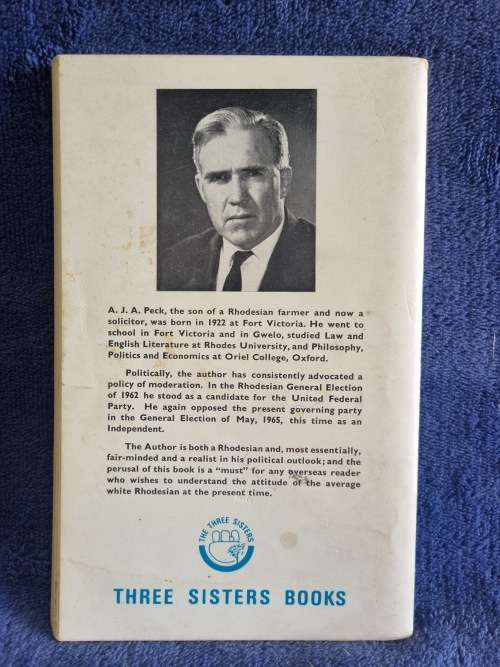 A. J. A. Peck, the son of a Rhodesian farmer and now a
solicitor, was born in 1922 at Fort Victoria. He went to
school in Fort Victoria and in Gwelo, studied Law and
English Literature at Rhodes University, and Philosophy,
Politics and Economics at Oriel College, Oxford.
Politically, the author has consistently advocated a
policy of moderation. In the Rhodesian General Election
of 1962 he stood as a candidate for the United Federal
Party. He again opposed the present governing party
in the General Election of May, 1965, this time as an
Independent.
The Author is both a Rhodesian and, most essentially,
fair-minded and a realist in his political outlook; and the
perusal of this book is a “must” for any overseas reader
who wishes to understand the attitude of the average
white Rhodesian at the present time.
THE THREE SISTERS
THREE SISTERS BOOKS